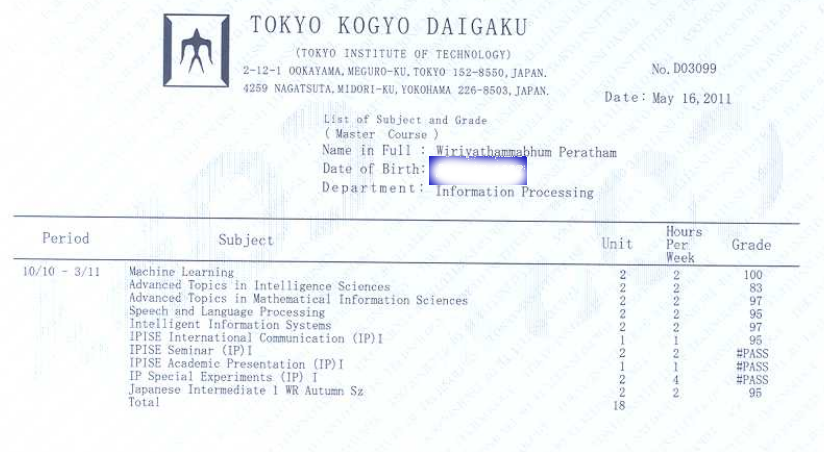 TOKYO KOGYO DAIGAKU
(TOKYO INSTITUTE OF TECHNOLOGY)
2-12-1 OOKAYAMA, MEGURO-KU, TOKYO 152-8550, JAPAN.
4259 NAGATSUTA, MIDORI-KU, YOKOHAMA 226-8503, JAPAN.
No. D03099
Date: May 16, 2011
List of Subject and Grade
( Master Course )
Name in Full : Wiriyathammabhum Peratham
Date of Birth:
Department: Information Processing
Period Subject Unit Hours Per Week Grade
10/10 - 3/11 Machine Learning 2 2 100
Advanced Topics in Intelligence Sciences 2 2 83
Advanced Topics in Mathematical Information Sciences 2 2 97
Speech and Language Processing 2 2 95
Intelligent Information Systems 2 2 97
IPISE International Communication (IP)I 1 1 95
IPISE Seminar (IP)I 2 2 #PASS
IPISE Academic Presentation (IP)I 1 1 #PASS
IP Special Experiments (IP) I 2 4 #PASS
Japanese Intermediate 1 WR Autumn Sz 2 2 95
Total 18